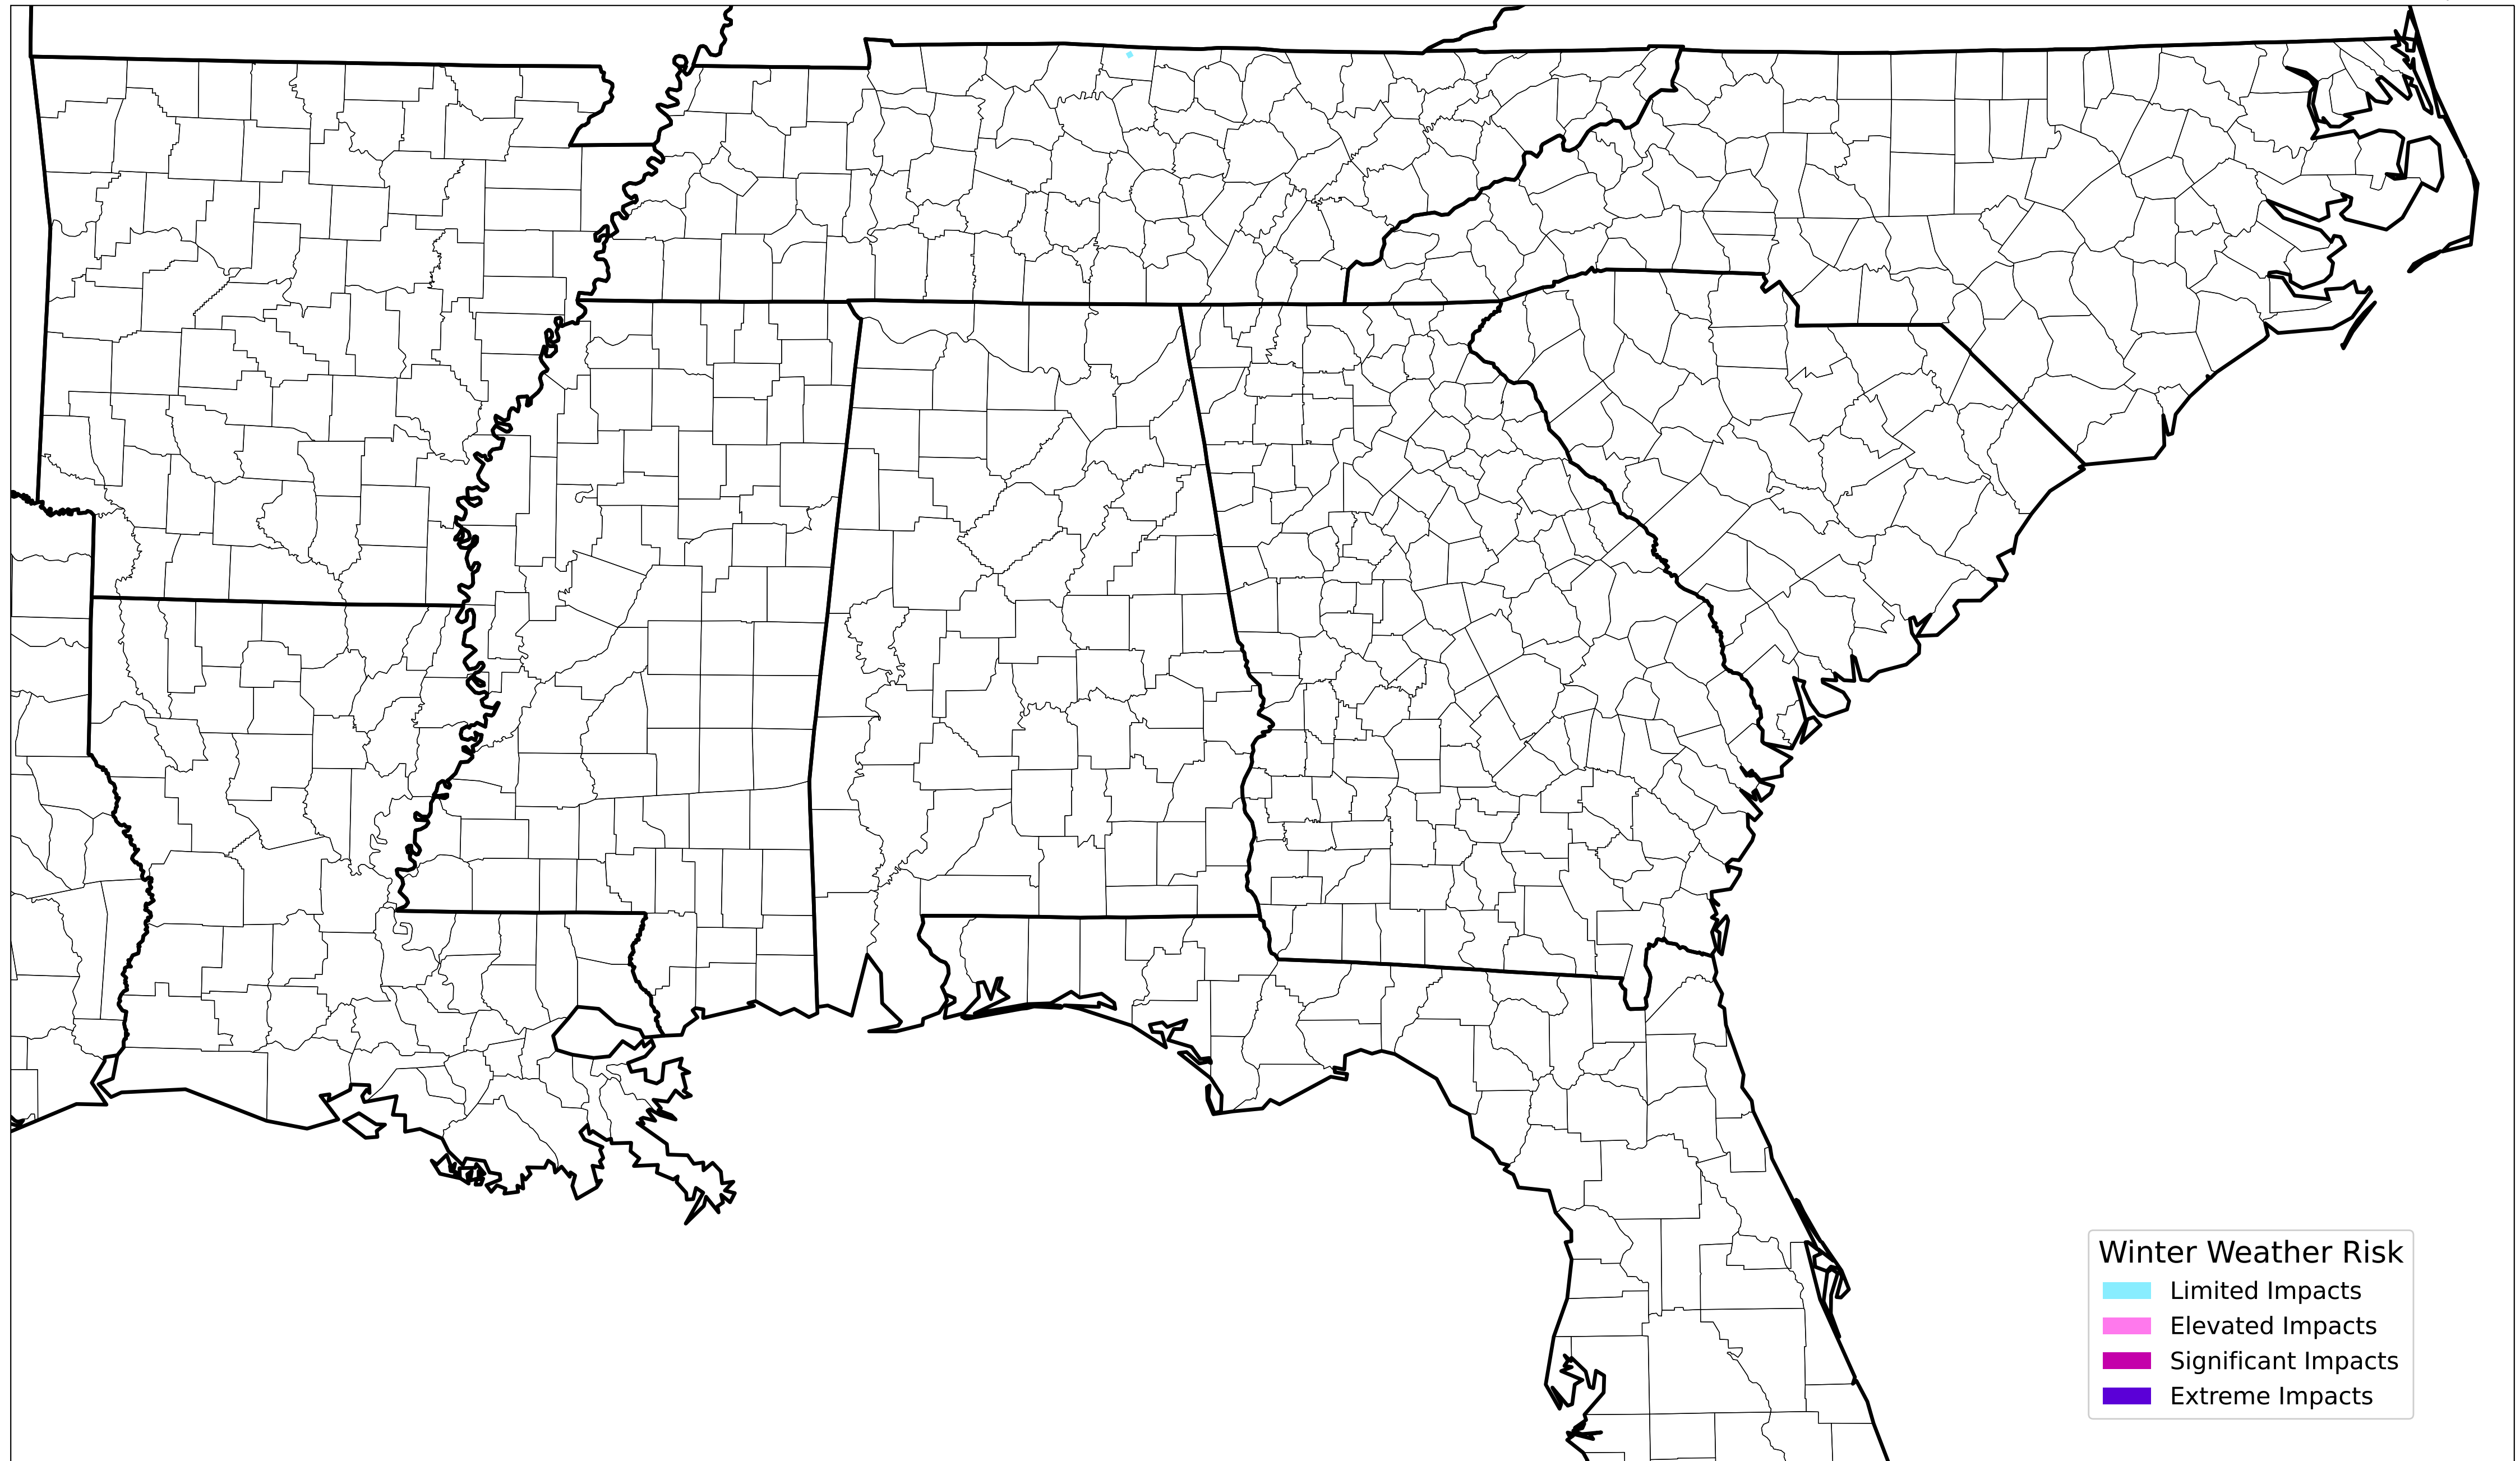 Winter Weather Risk
Limited Impacts
Elevated Impacts
Significant Impacts
Extreme Impacts